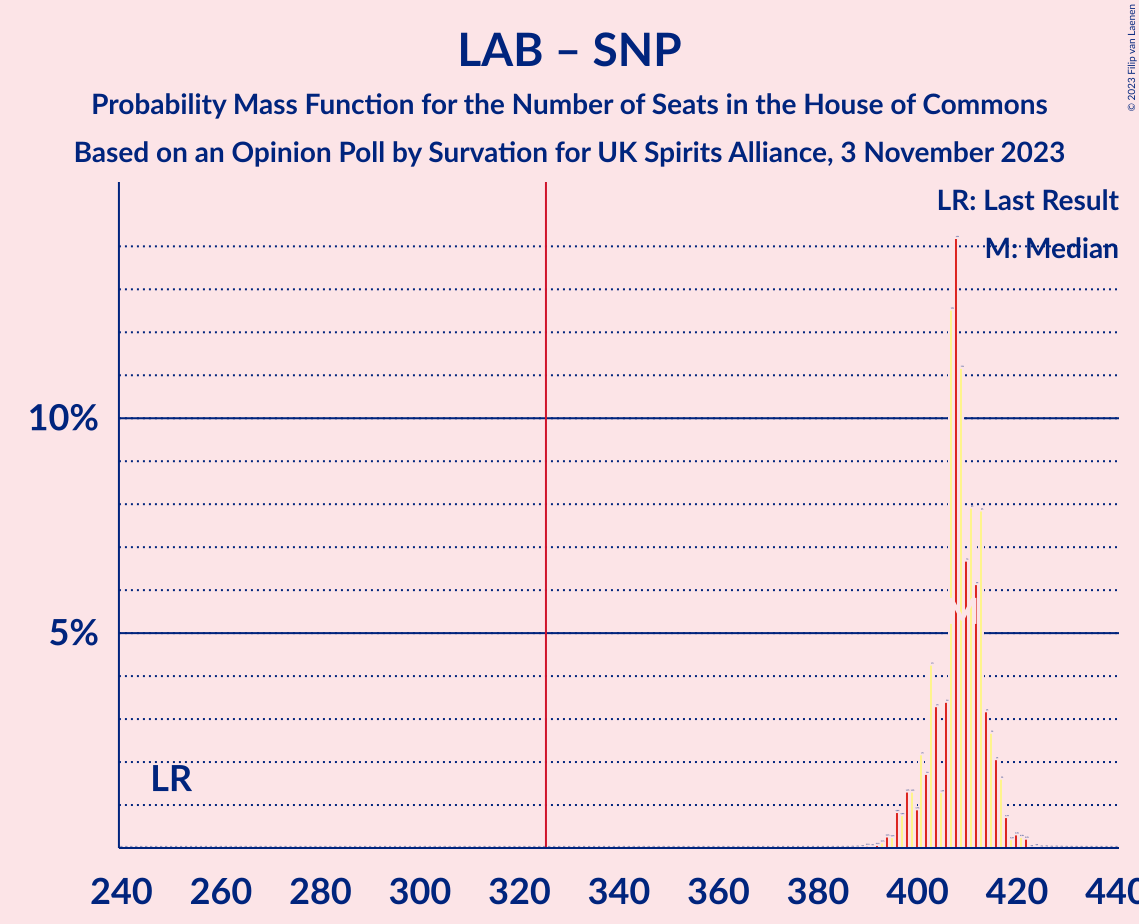 LAB – SNP
Probability Mass Function for the Number of Seats in the House of Commons
Based on an Opinion Poll by Survation for UK Spirits Alliance, 3 November 2023
© 2023 Filip van Laenen
LR: Last Result
M: Median
10%
5%
M
LR
240 260 280 300 320 340 360 380 400 420 440